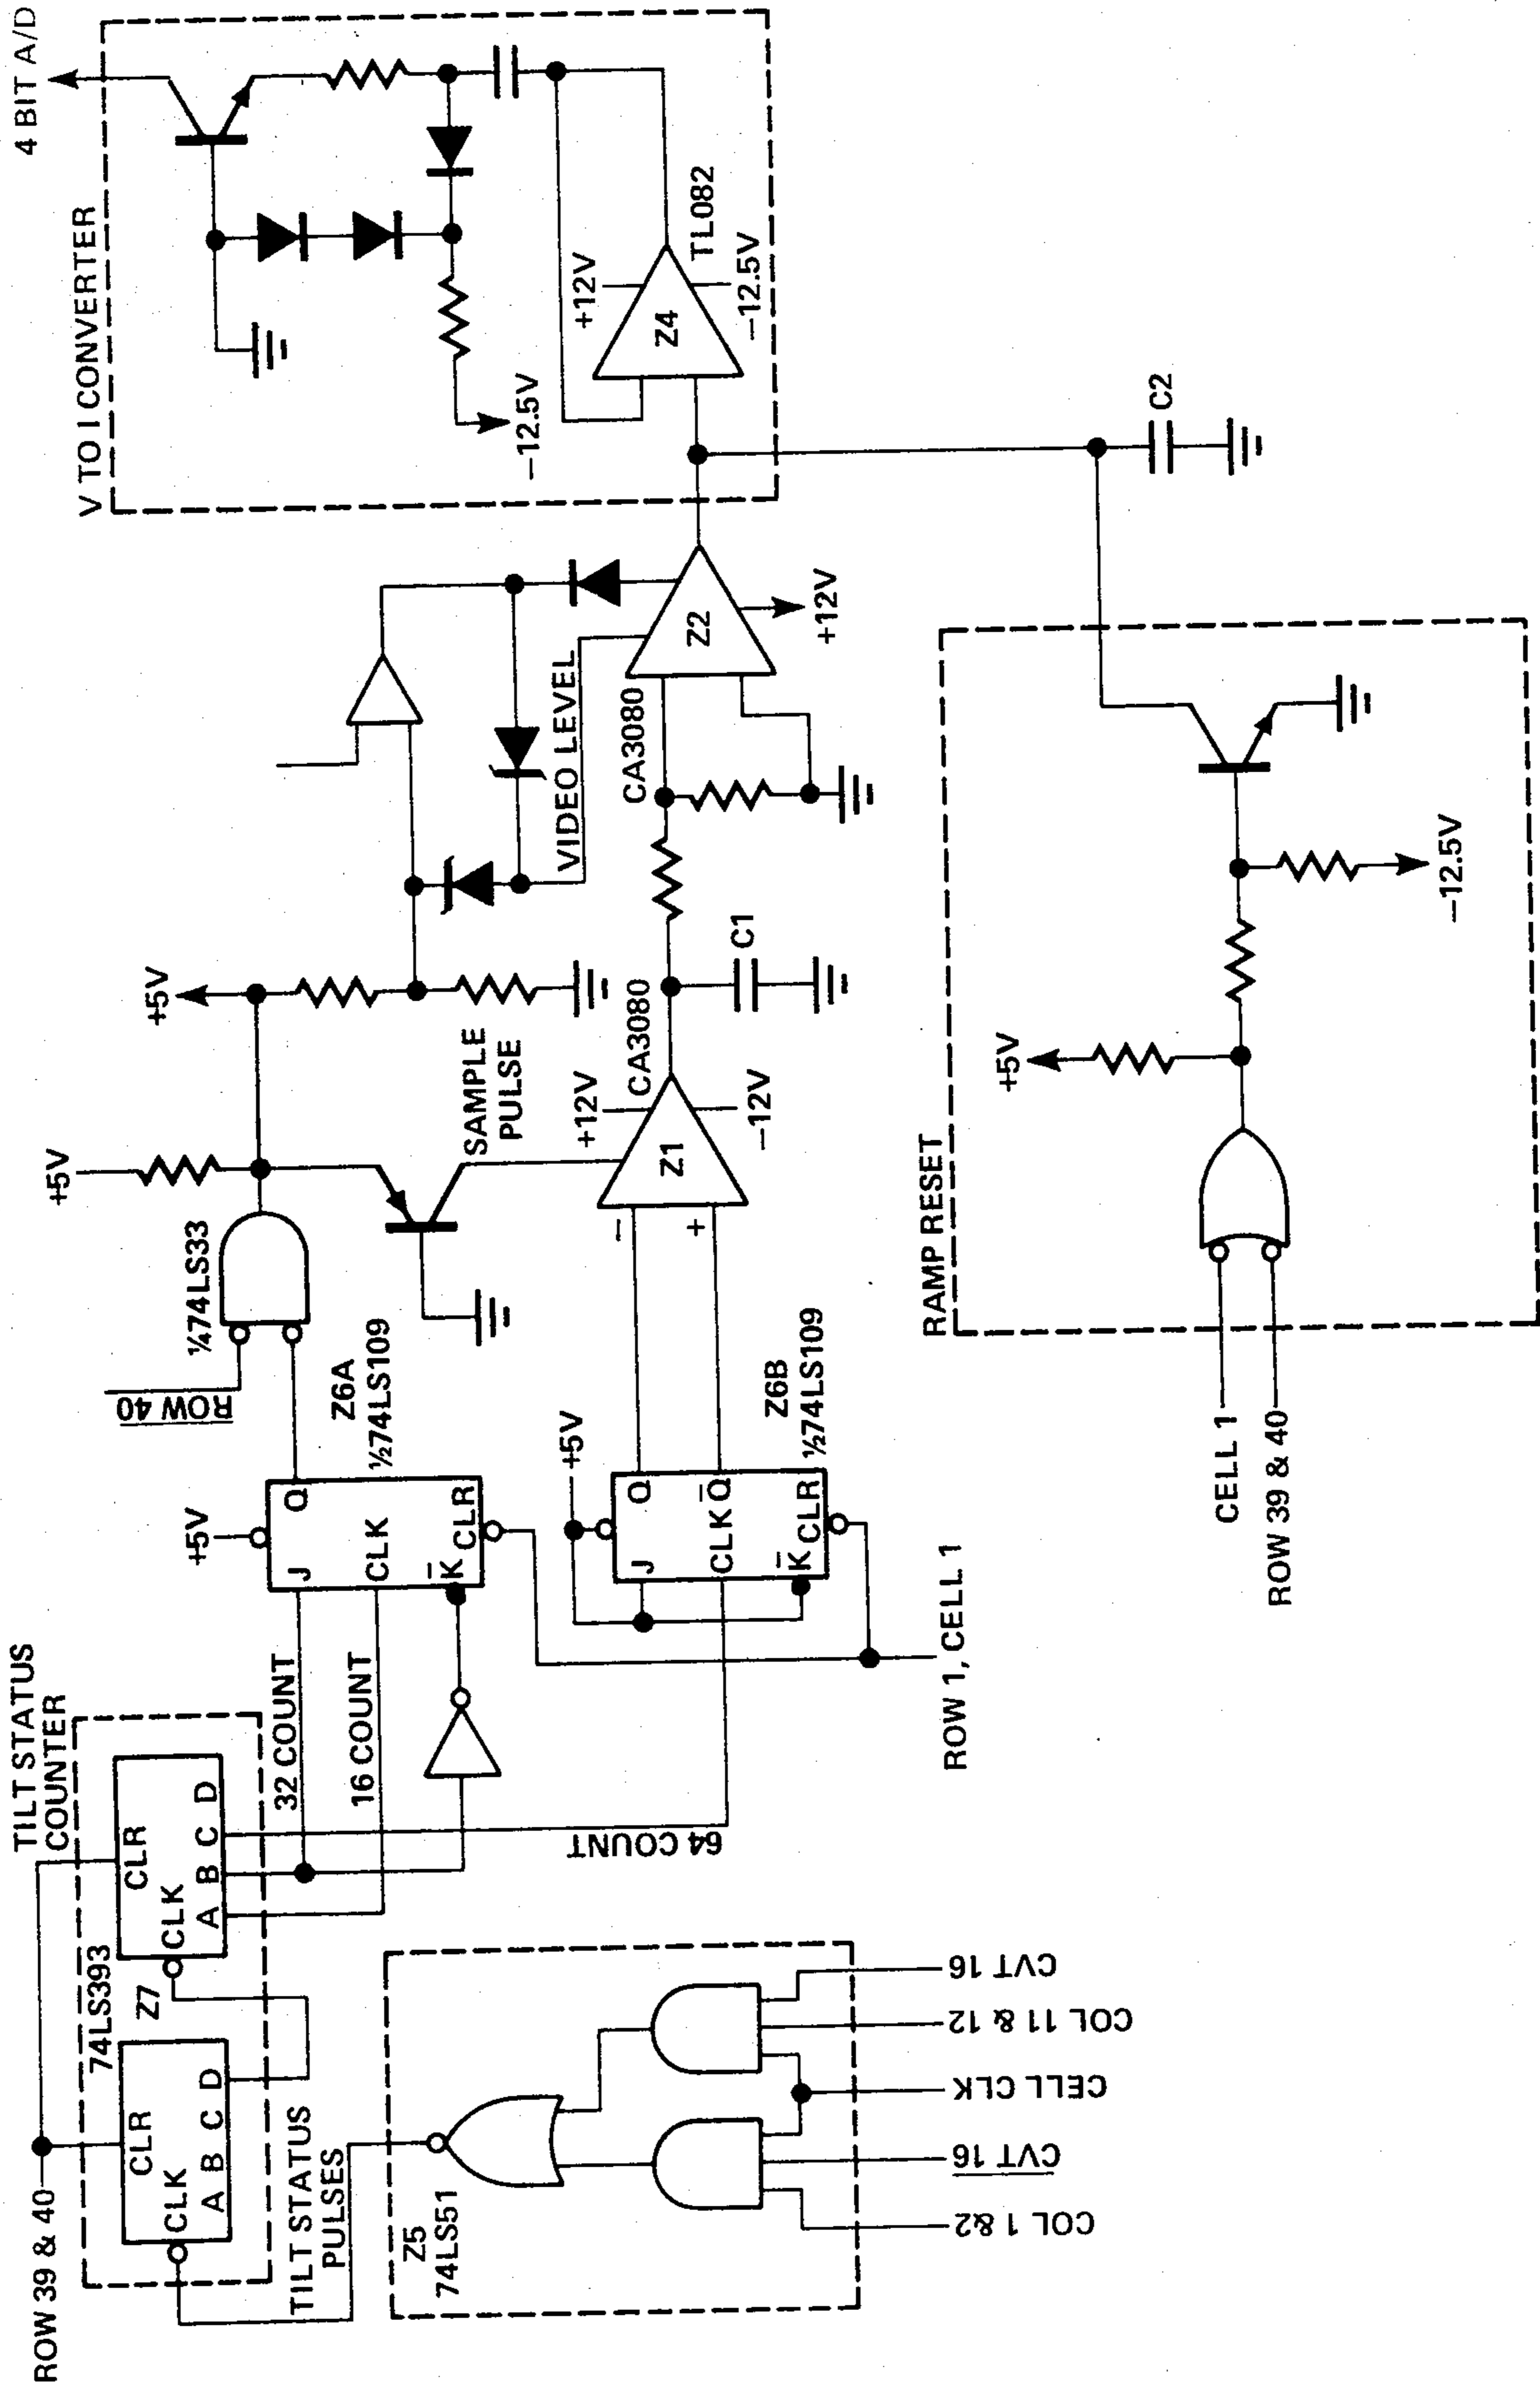 ROW 39 & 40
74LS393
TILT STATUS
COUNTER
CLR
CLK
A B C D
Z7
CLR
CLK
A B C D
TILT STATUS
PULSES
Z5
74LS51
COL 1 &2
CVT 16
CELL CLK
COL 11 & 12
CVT 16
32 COUNT
16 COUNT
64 COUNT
+5V
J
Q
CLK
K
CLR
Z6A
½74LS109
ROW 40
¼74LS33
+5V
J
Q
CLK
Q
K
CLR
Z6B
½74LS109
ROW 1, CELL 1
+5V
+5V
SAMPLE
PULSE
+12V
CA3080
−
+
Z1
−12V
C1
VIDEO LEVEL
CA3080
Z2
+12V
V TO I CONVERTER
4 BIT A/D
−12.5V
+12V
Z4
TL082
−12.5V
C2
RAMP RESET
CELL 1
ROW 39 & 40
+5V
−12.5V